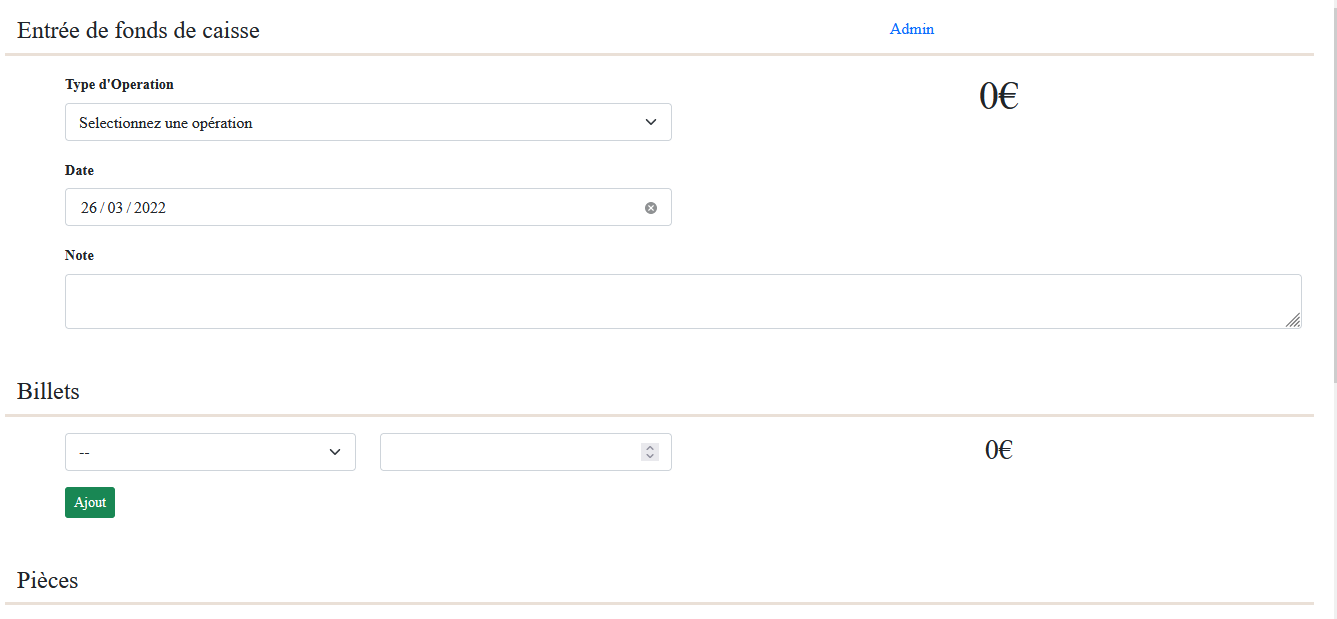 Entrée de fonds de caisse
Admin
Type d'Operation
0€
Selectionnez une opération
Date
26/03/2022
Note
Billets
--
0€
Ajout
Pièces